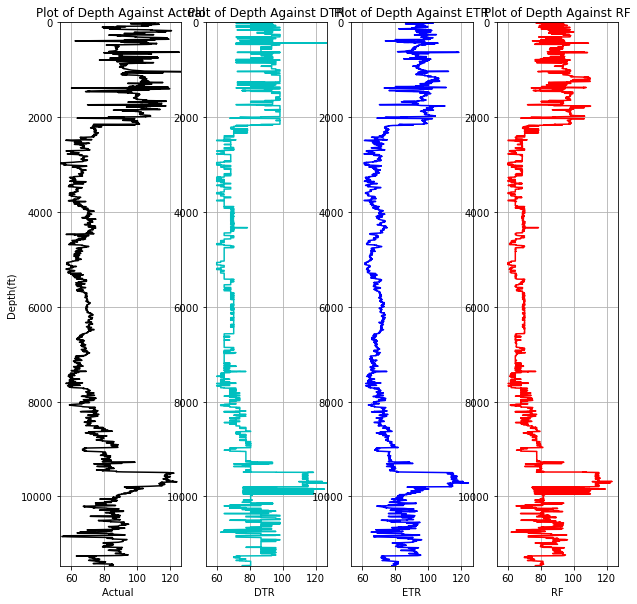 Plot of Depth Against Actual
Plot of Depth Against DTR
Plot of Depth Against ETR
Plot of Depth Against RF
0
2000
4000
6000
8000
10000
Depth(ft)
60 80 100 120
Actual
0
2000
4000
6000
8000
10000
60 80 100 120
DTR
0
2000
4000
6000
8000
10000
60 80 100 120
ETR
0
2000
4000
6000
8000
10000
60 80 100 120
RF